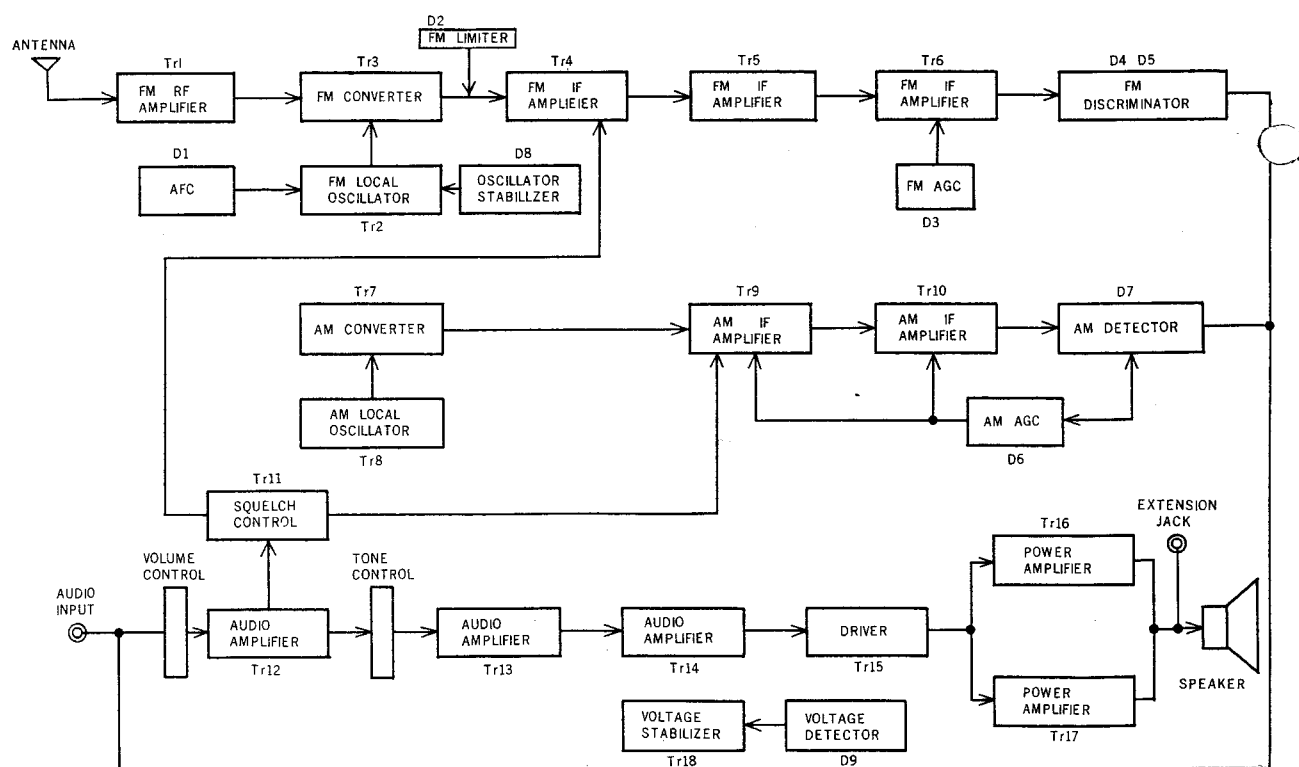 ANTENNA
Tr1
FM RF
AMPLIFIER
Tr3
FM CONVERTER
D2
FM LIMITER
Tr4
FM IF
AMPLIEIER
Tr5
FM IF
AMPLIFIER
Tr6
FM IF
AMPLIFIER
D4 D5
FM
DISCRIMINATOR
D1
AFC
FM LOCAL
OSCILLATOR
Tr2
D8
OSCILLATOR
STABILLZER
FM AGC
D3
Tr7
AM CONVERTER
Tr9
AM IF
AMPLIFIER
Tr10
AM IF
AMPLIFIER
D7
AM DETECTOR
AM LOCAL
OSCILLATOR
Tr8
AM AGC
D6
Tr11
SQUELCH
CONTROL
EXTENSION
JACK
Tr16
POWER
AMPLIFIER
VOLUME
CONTROL
TONE
CONTROL
AUDIO
INPUT
AUDIO
AMPLIFIER
Tr12
AUDIO
AMPLIFIER
Tr13
AUDIO
AMPLIFIER
Tr14
DRIVER
Tr15
SPEAKER
POWER
AMPLIFIER
Tr17
VOLTAGE
STABILIZER
Tr18
VOLTAGE
DETECTOR
D9